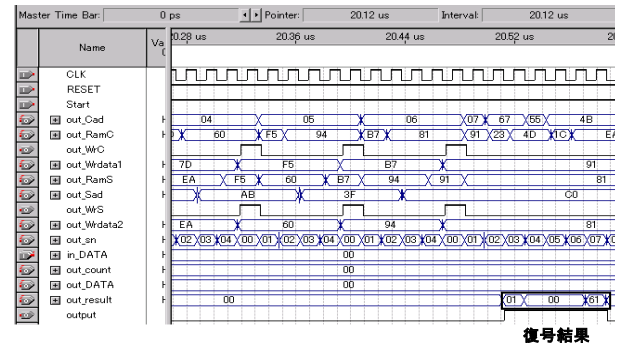 Master Time Bar: 0 ps Pointer: 20.12 us Interval: 20.12 us
Name Va 20.28 us 20.36 us 20.44 us 20.52 us
CLK
RESET
Start
out_Cad H 04 05 06 07 67 55 4B
out_RamC H 60 F5 94 B7 81 91 23 4D 1C
out_WrC
out_Wrdata1 H 7D F5 B7 91
out_RamS H EA F5 60 B7 94 91 81
out_Sad H AB 3F C0
out_WrS
out_Wrdata2 H EA 60 94 81
out_sn H 02 03 04 00 01 02 03 04 00 01 02 03 04 00 01 02 03 04 05 06 07
in_DATA H 00
out_count H 00
out_DATA H 00
out_result H 00 01 00 61
output
復号結果